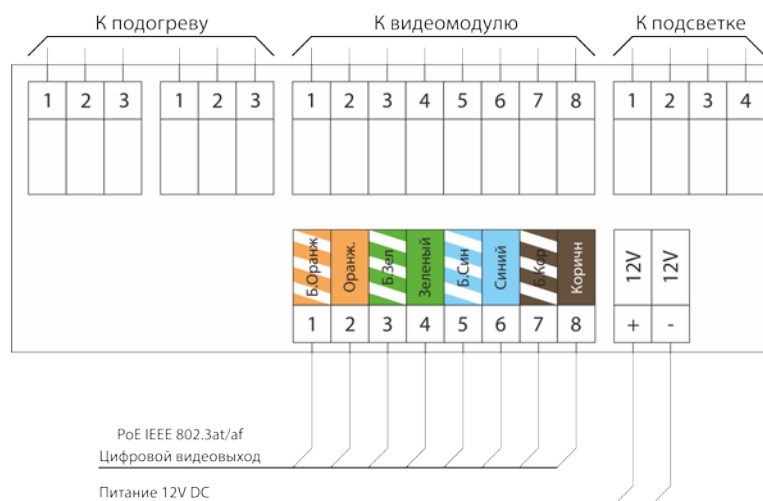 К подогреву К видеомодулю К подсветке
1 2 3 1 2 3 1 2 3 4 5 6 7 8 1 2 3 4
Б.Оранж Оранж. Б.Зел Зеленый Б.Син Синий Б.Кор Коричн 12V 12V
1 2 3 4 5 6 7 8 + -
PoE IEEE 802.3at/af
Цифровой видеовыход
Питание 12V DC